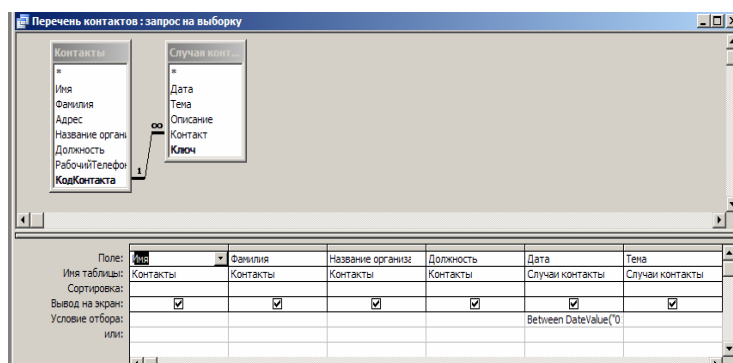 Перечень контактов : запрос на выборку
Контакты
*
Имя
Фамилия
Адрес
Название органи
Должность
РабочийТелефон
КодКонтакта
Случаи конт...
*
Дата
Тема
Описание
Контакт
Ключ
1
∞
Поле: Имя Фамилия Название организа Должность Дата Тема
Имя таблицы: Контакты Контакты Контакты Контакты Случаи контакты Случаи контакты
Сортировка:
Вывод на экран:
Условие отбора: Between DateValue("0
или: